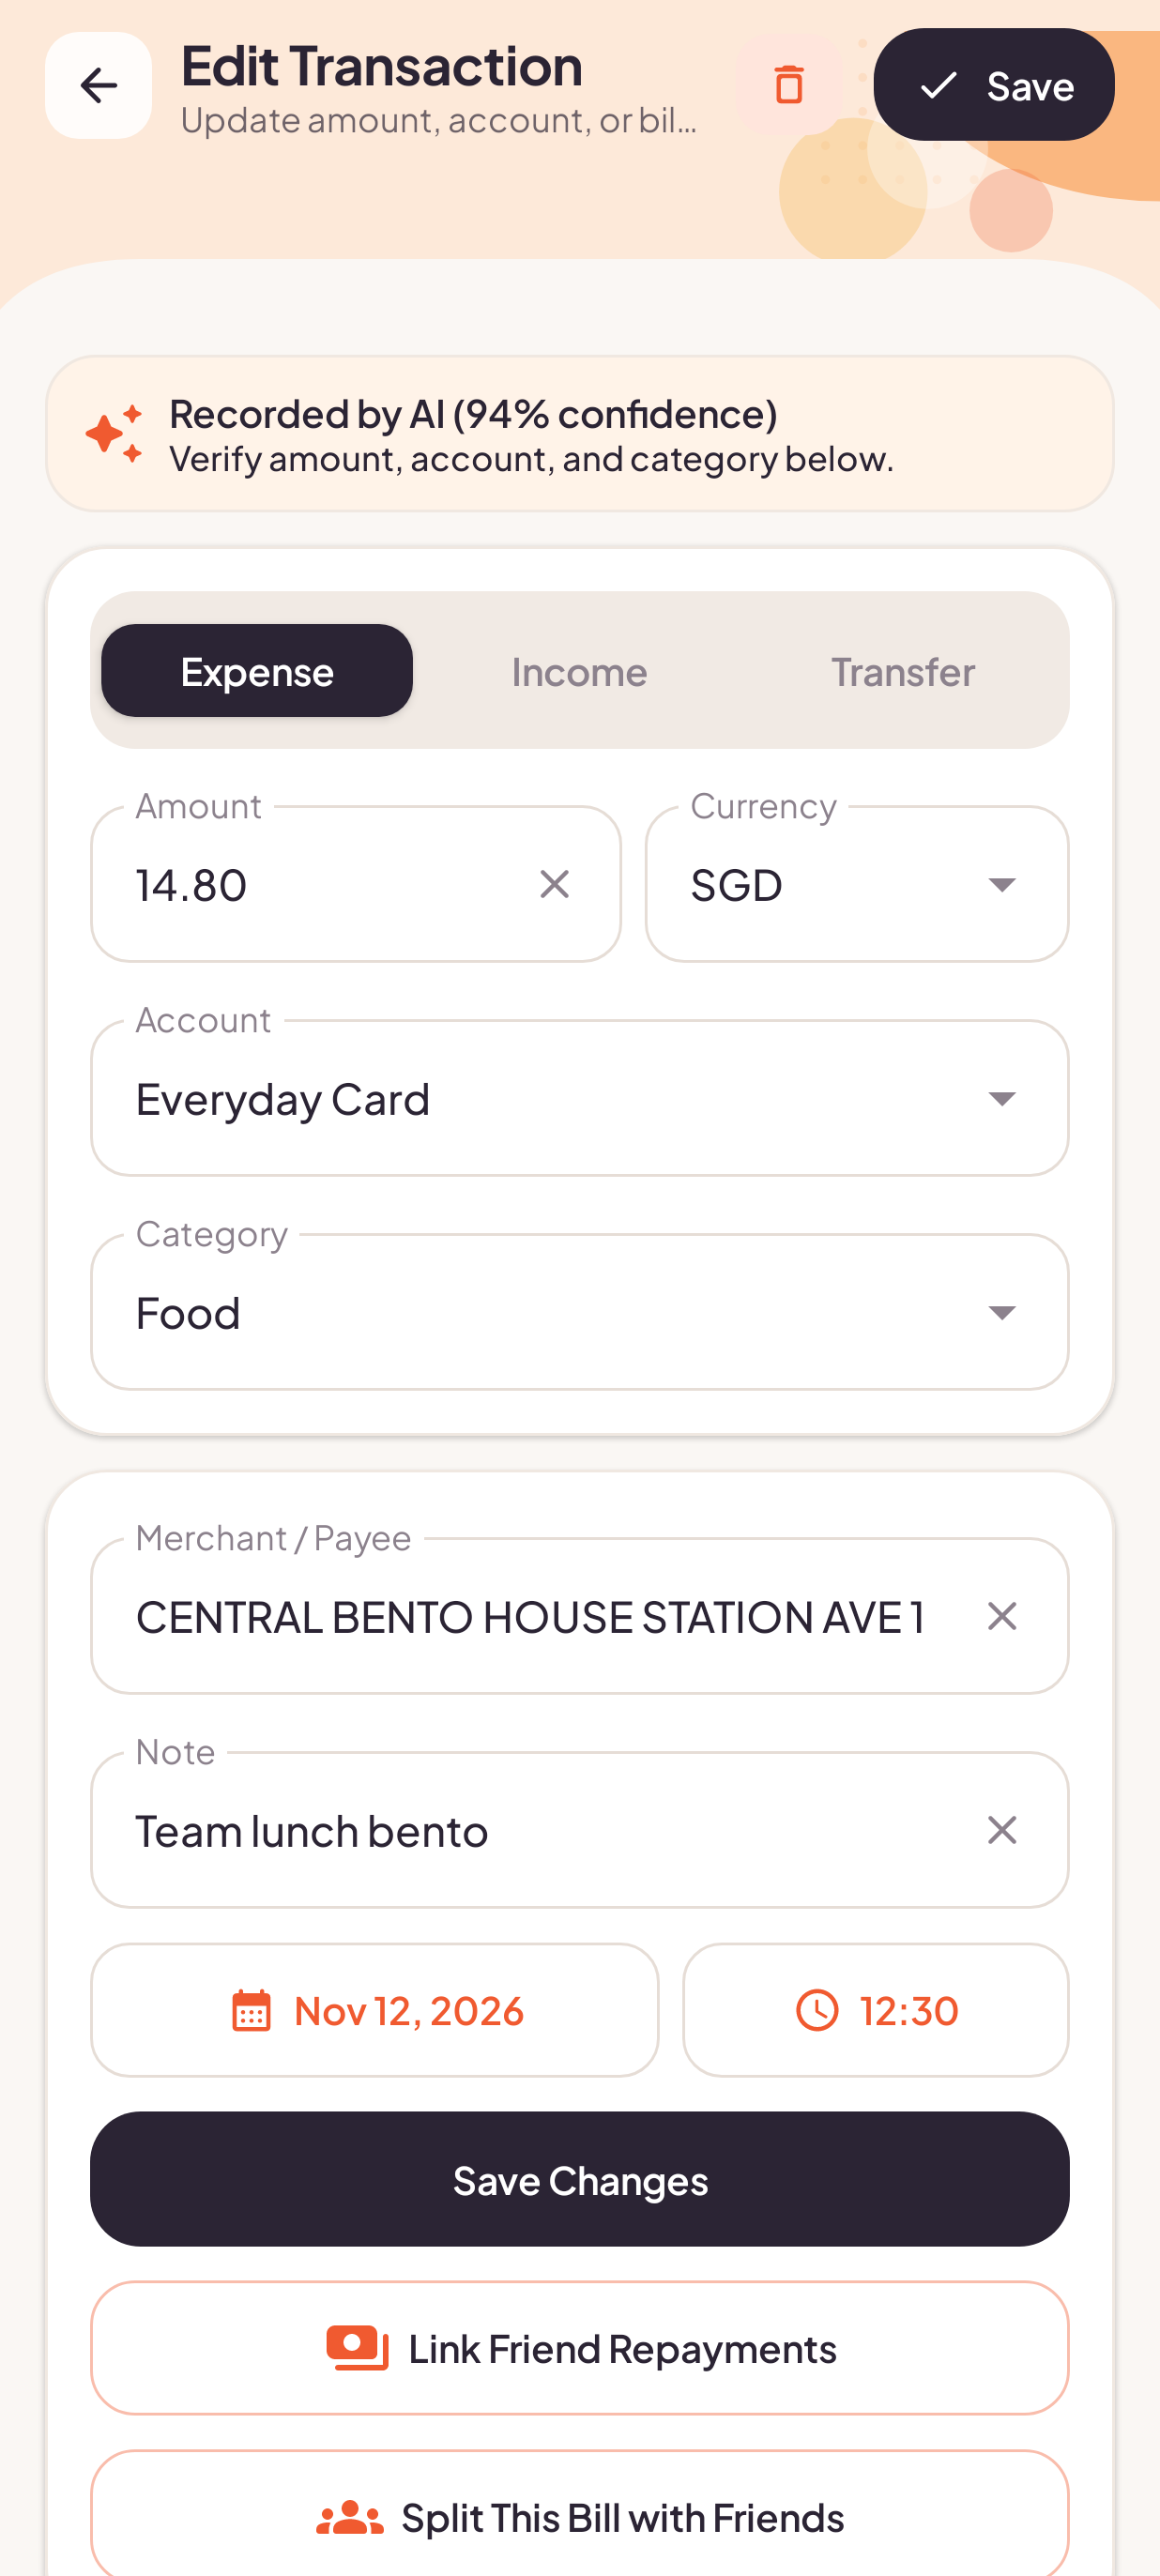 Edit Transaction
Update amount, account, or bil...
Save
Recorded by AI (94% confidence)
Verify amount, account, and category below.
Expense
Income
Transfer
Amount
14.80
Currency
SGD
Account
Everyday Card
Category
Food
Merchant / Payee
CENTRAL BENTO HOUSE STATION AVE 1
Note
Team lunch bento
Nov 12, 2026
12:30
Save Changes
Link Friend Repayments
Split This Bill with Friends